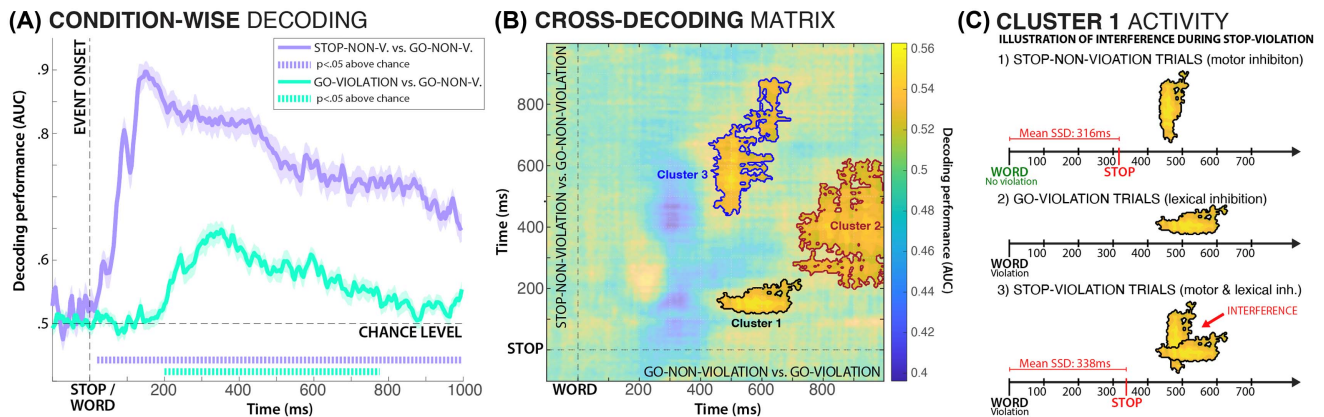 (A) CONDITION-WISE DECODING
Decoding performance (AUC)
.9
.8
.6
.5
EVENT ONSET
STOP-NON-V. vs. GO-NON-V.
p<.05 above chance
GO-VIOLATION vs. GO-NON-V.
p<.05 above chance
CHANCE LEVEL
STOP /
WORD
200
400
600
800
1000
Time (ms)
(B) CROSS-DECODING MATRIX
Time (ms)
800
600
400
200
STOP
STOP-NON-VIOLATION vs. GO-NON-VIOLATION
Cluster 3
Cluster 2
Cluster 1
GO-NON-VIOLATION vs. GO-VIOLATION
WORD
200
400
600
800
Time (ms)
0.56
0.54
0.52
0.5
0.48
0.46
0.44
0.42
0.4
Decoding performance (AUC)
(C) CLUSTER 1 ACTIVITY
ILLUSTRATION OF INTERFERENCE DURING STOP-VIOLATION
1) STOP-NON-VIOATION TRIALS (motor inhibiton)
Mean SSD: 316ms
100 200 300 400 500 600 700
WORD
No violation
STOP
2) GO-VIOLATION TRIALS (lexical inhibition)
100 200 300 400 500 600 700
WORD
Violation
3) STOP-VIOLATION TRIALS (motor & lexical inh.)
INTERFERENCE
Mean SSD: 338ms
100 200 300 400 500 600 700
WORD
Violation
STOP